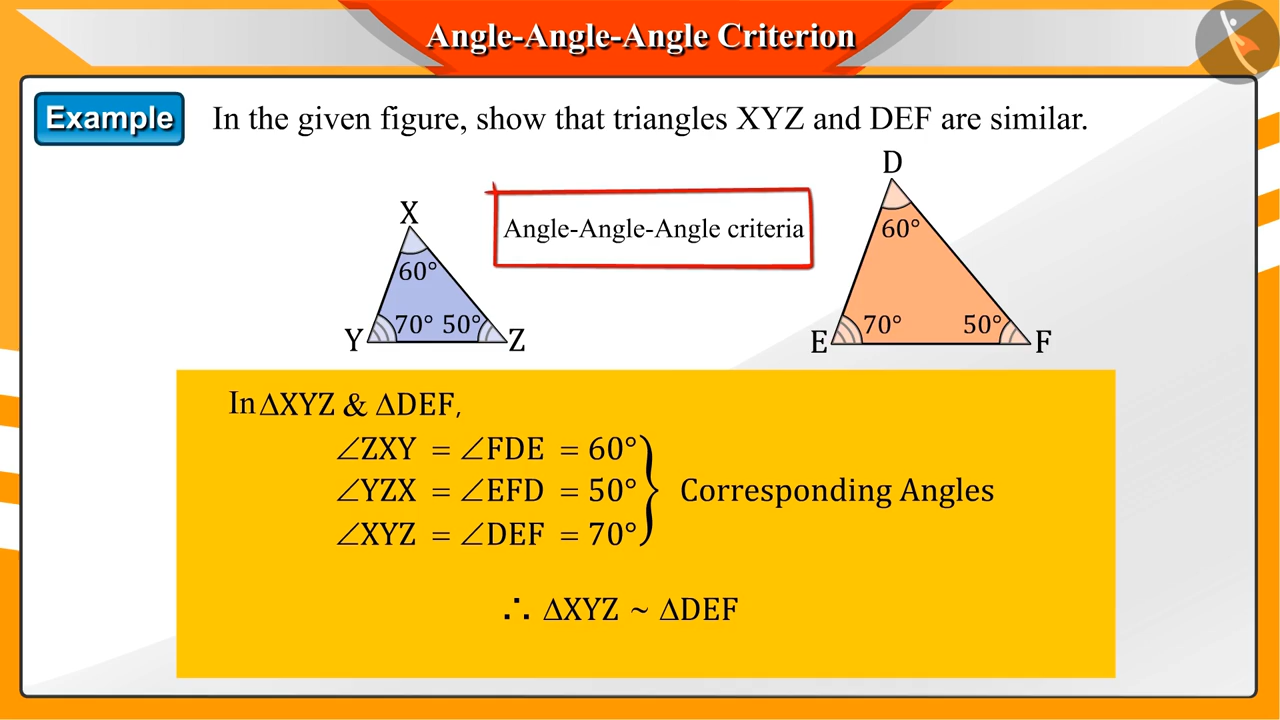 Angle-Angle-Angle Criterion
Example In the given figure, show that triangles XYZ and DEF are similar.
X
60°
Y 70° 50° Z
Angle-Angle-Angle criteria
D
60°
E 70° 50° F
In ΔXYZ & ΔDEF,
∠ZXY = ∠FDE = 60°
∠YZX = ∠EFD = 50° Corresponding Angles
∠XYZ = ∠DEF = 70°
∴ ΔXYZ ~ ΔDEF